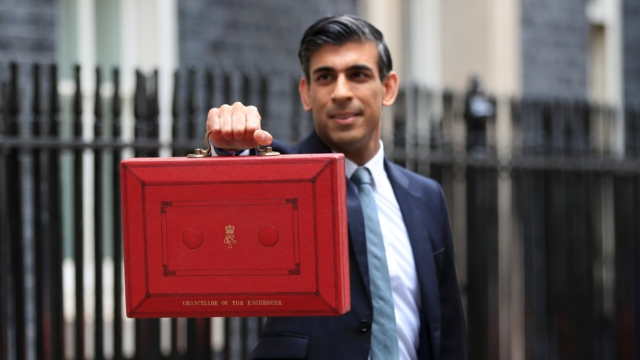 CHANCELLOR OF THE EXCHEQUER